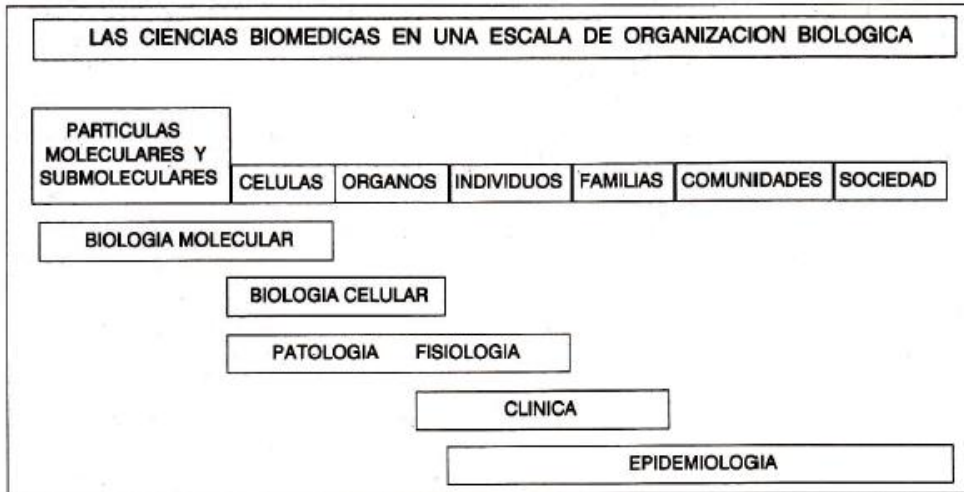 LAS CIENCIAS BIOMEDICAS EN UNA ESCALA DE ORGANIZACION BIOLOGICA
PARTICULAS
MOLECULARES Y
SUBMOLECULARES
CELULAS
ORGANOS
INDIVIDUOS
FAMILIAS
COMUNIDADES
SOCIEDAD
BIOLOGIA MOLECULAR
BIOLOGIA CELULAR
PATOLOGIA FISIOLOGIA
CLINICA
EPIDEMIOLOGIA